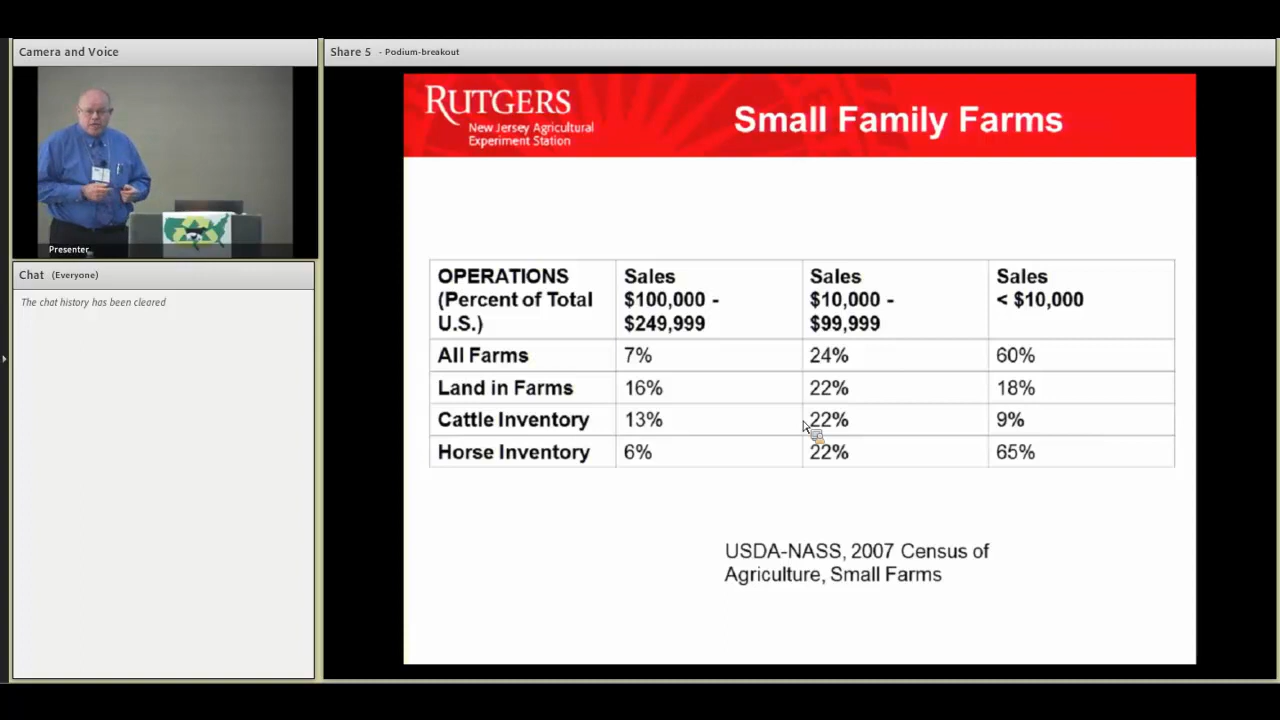 Camera and Voice
Presenter
Chat (Everyone)
The chat history has been cleared
Share 5 - Podium-breakout
RUTGERS
New Jersey Agricultural
Experiment Station
Small Family Farms
OPERATIONS
(Percent of Total
U.S.)
Sales
$100,000 -
$249,999
Sales
$10,000 -
$99,999
Sales
< $10,000
All Farms 7% 24% 60%
Land in Farms 16% 22% 18%
Cattle Inventory 13% 22% 9%
Horse Inventory 6% 22% 65%
USDA-NASS, 2007 Census of
Agriculture, Small Farms